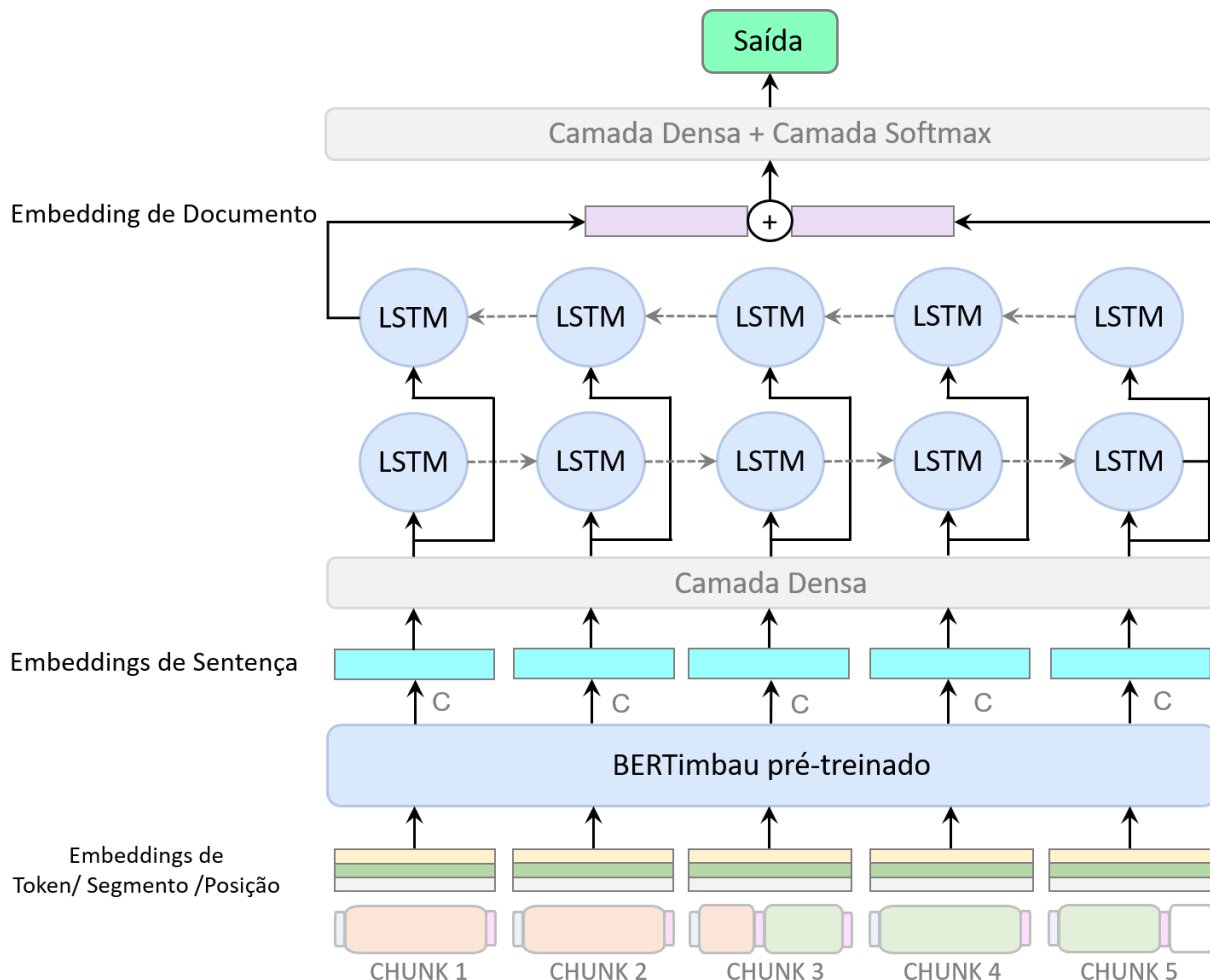 Saída
Camada Densa + Camada Softmax
Embedding de Documento
+
LSTM LSTM LSTM LSTM LSTM
LSTM LSTM LSTM LSTM LSTM
Camada Densa
Embeddings de Sentença
C C C C C
BERTimbau pré-treinado
Embeddings de
Token/ Segmento /Posição
CHUNK 1 CHUNK 2 CHUNK 3 CHUNK 4 CHUNK 5